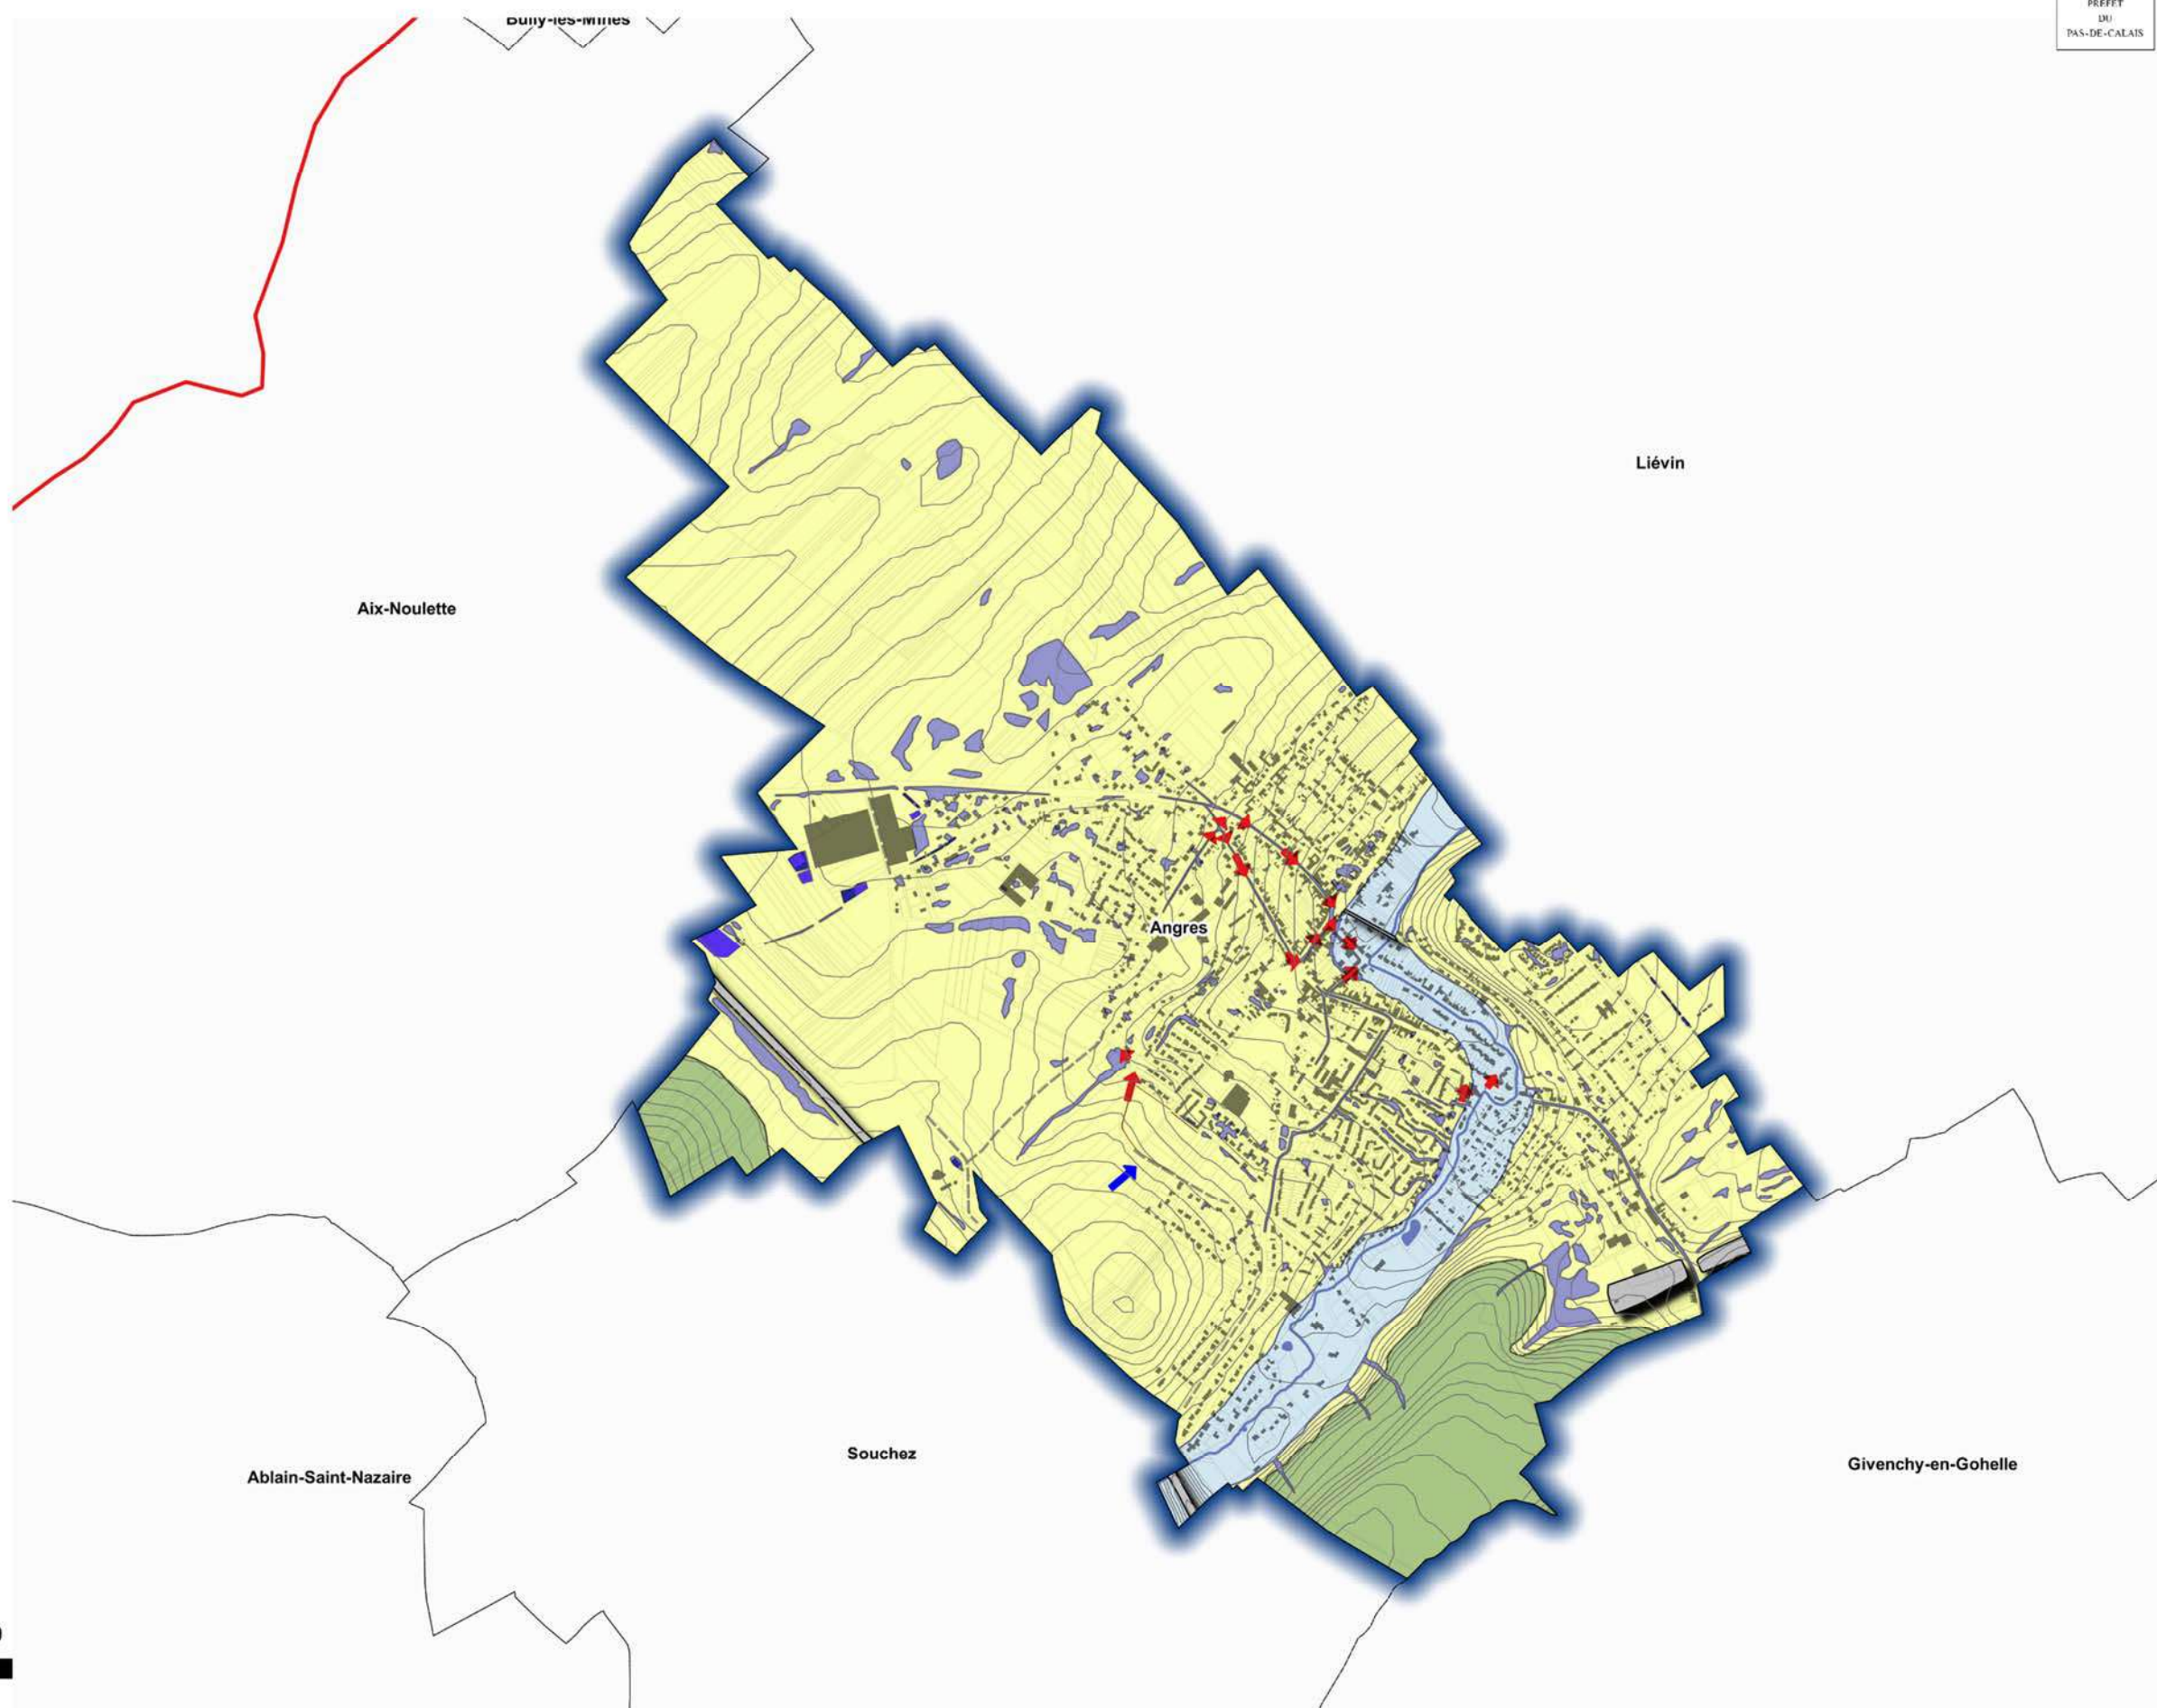 PREFET
DU
PAS-DE-CALAIS
Bully-les-Mines
Liévin
Aix-Noulette
Angres
Souchez
Givenchy-en-Gohelle
Ablain-Saint-Nazaire